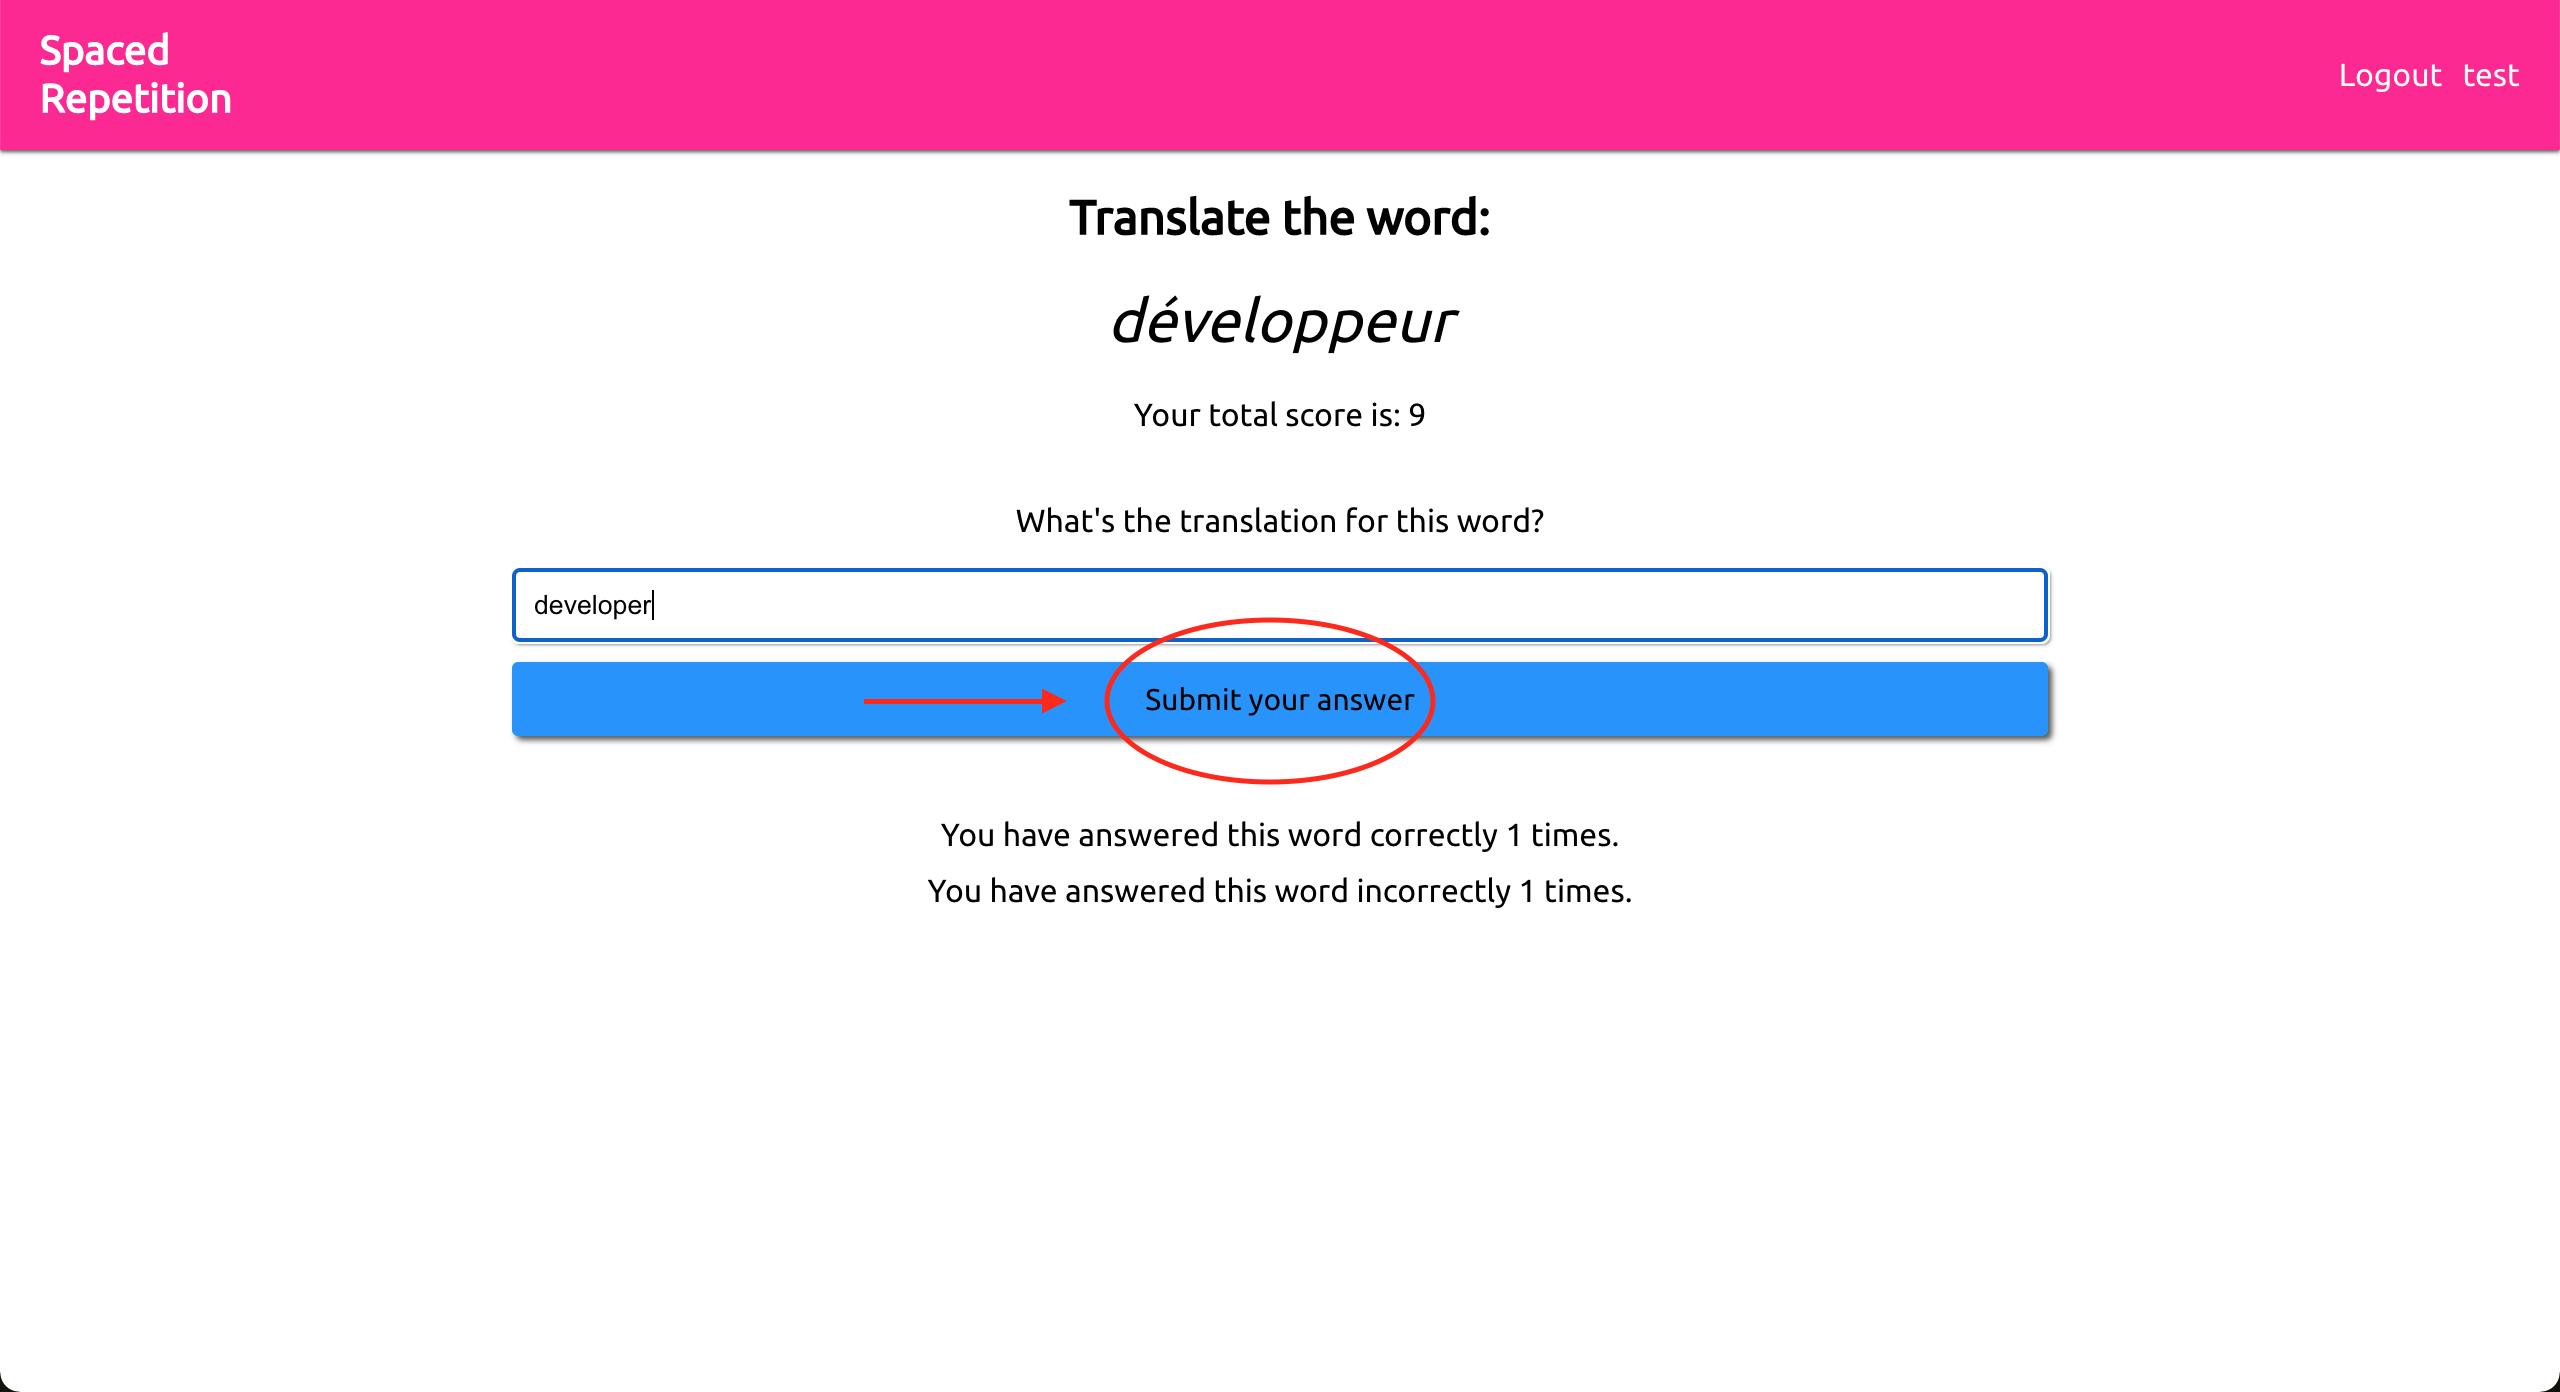 Spaced
Repetition
Logout test
Translate the word:
développeur
Your total score is: 9
What's the translation for this word?
developer
Submit your answer
You have answered this word correctly 1 times.
You have answered this word incorrectly 1 times.